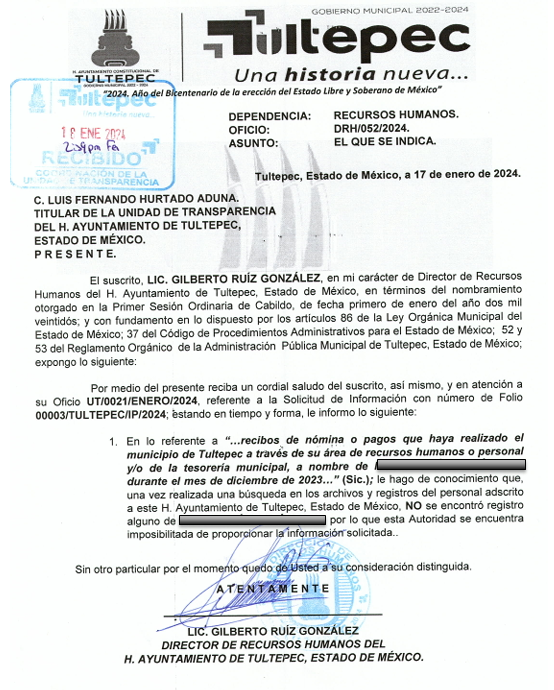 GOBIERNO MUNICIPAL 2022-2024
Tultepec
Una historia nueva...
H. AYUNTAMIENTO CONSTITUCIONAL DE
TULTEPEC
GOBIERNO MUNICIPAL 2022 - 2024
"2024. Año del Bicentenario de la erección del Estado Libre y Soberano de México"
Tultepec
Una historia nueva...
18 ENE 2024
2:39pm
RECIBIDO
COORDINACIÓN DE LA
UNIDAD DE TRANSPARENCIA
DEPENDENCIA: RECURSOS HUMANOS.
OFICIO: DRH/052/2024.
ASUNTO: EL QUE SE INDICA.
Tultepec, Estado de México, a 17 de enero de 2024.
C. LUIS FERNANDO HURTADO ADUNA.
TITULAR DE LA UNIDAD DE TRANSPARENCIA
DEL H. AYUNTAMIENTO DE TULTEPEC,
ESTADO DE MÉXICO.
P R E S E N T E.
El suscrito, LIC. GILBERTO RUÍZ GONZÁLEZ, en mi carácter de Director de Recursos
Humanos del H. Ayuntamiento de Tultepec, Estado de México, en términos del nombramiento
otorgado en la Primer Sesión Ordinaria de Cabildo, de fecha primero de enero del año dos mil
veintidós; y con fundamento en lo dispuesto por los artículos 86 de la Ley Orgánica Municipal del
Estado de México; 37 del Código de Procedimientos Administrativos para el Estado de México; 52 y
53 del Reglamento Orgánico de la Administración Pública Municipal de Tultepec, Estado de México;
expongo lo siguiente:
Por medio del presente reciba un cordial saludo del suscrito, así mismo, y en atención a
su Oficio UT/0021/ENERO/2024, referente a la Solicitud de Información con número de Folio
00003/TULTEPEC/IP/2024; estando en tiempo y forma, le informo lo siguiente:
1. En lo referente a "...recibos de nómina o pagos que haya realizado el
municipio de Tultepec a través de su área de recursos humanos o personal
y/o de la tesorería municipal, a nombre de
durante el mes de diciembre de 2023..." (Sic.); le hago de conocimiento que,
una vez realizada una búsqueda en los archivos y registros del personal adscrito
a este H. Ayuntamiento de Tultepec, Estado de México, NO se encontró registro
alguno de por lo que esta Autoridad se encuentra
imposibilitada de proporcionar la información solicitada..
Sin otro particular por el momento quedo de Usted a su consideración distinguida.
A T E N T A M E N T E
LIC. GILBERTO RUÍZ GONZÁLEZ
DIRECTOR DE RECURSOS HUMANOS DEL
H. AYUNTAMIENTO DE TULTEPEC, ESTADO DE MÉXICO.